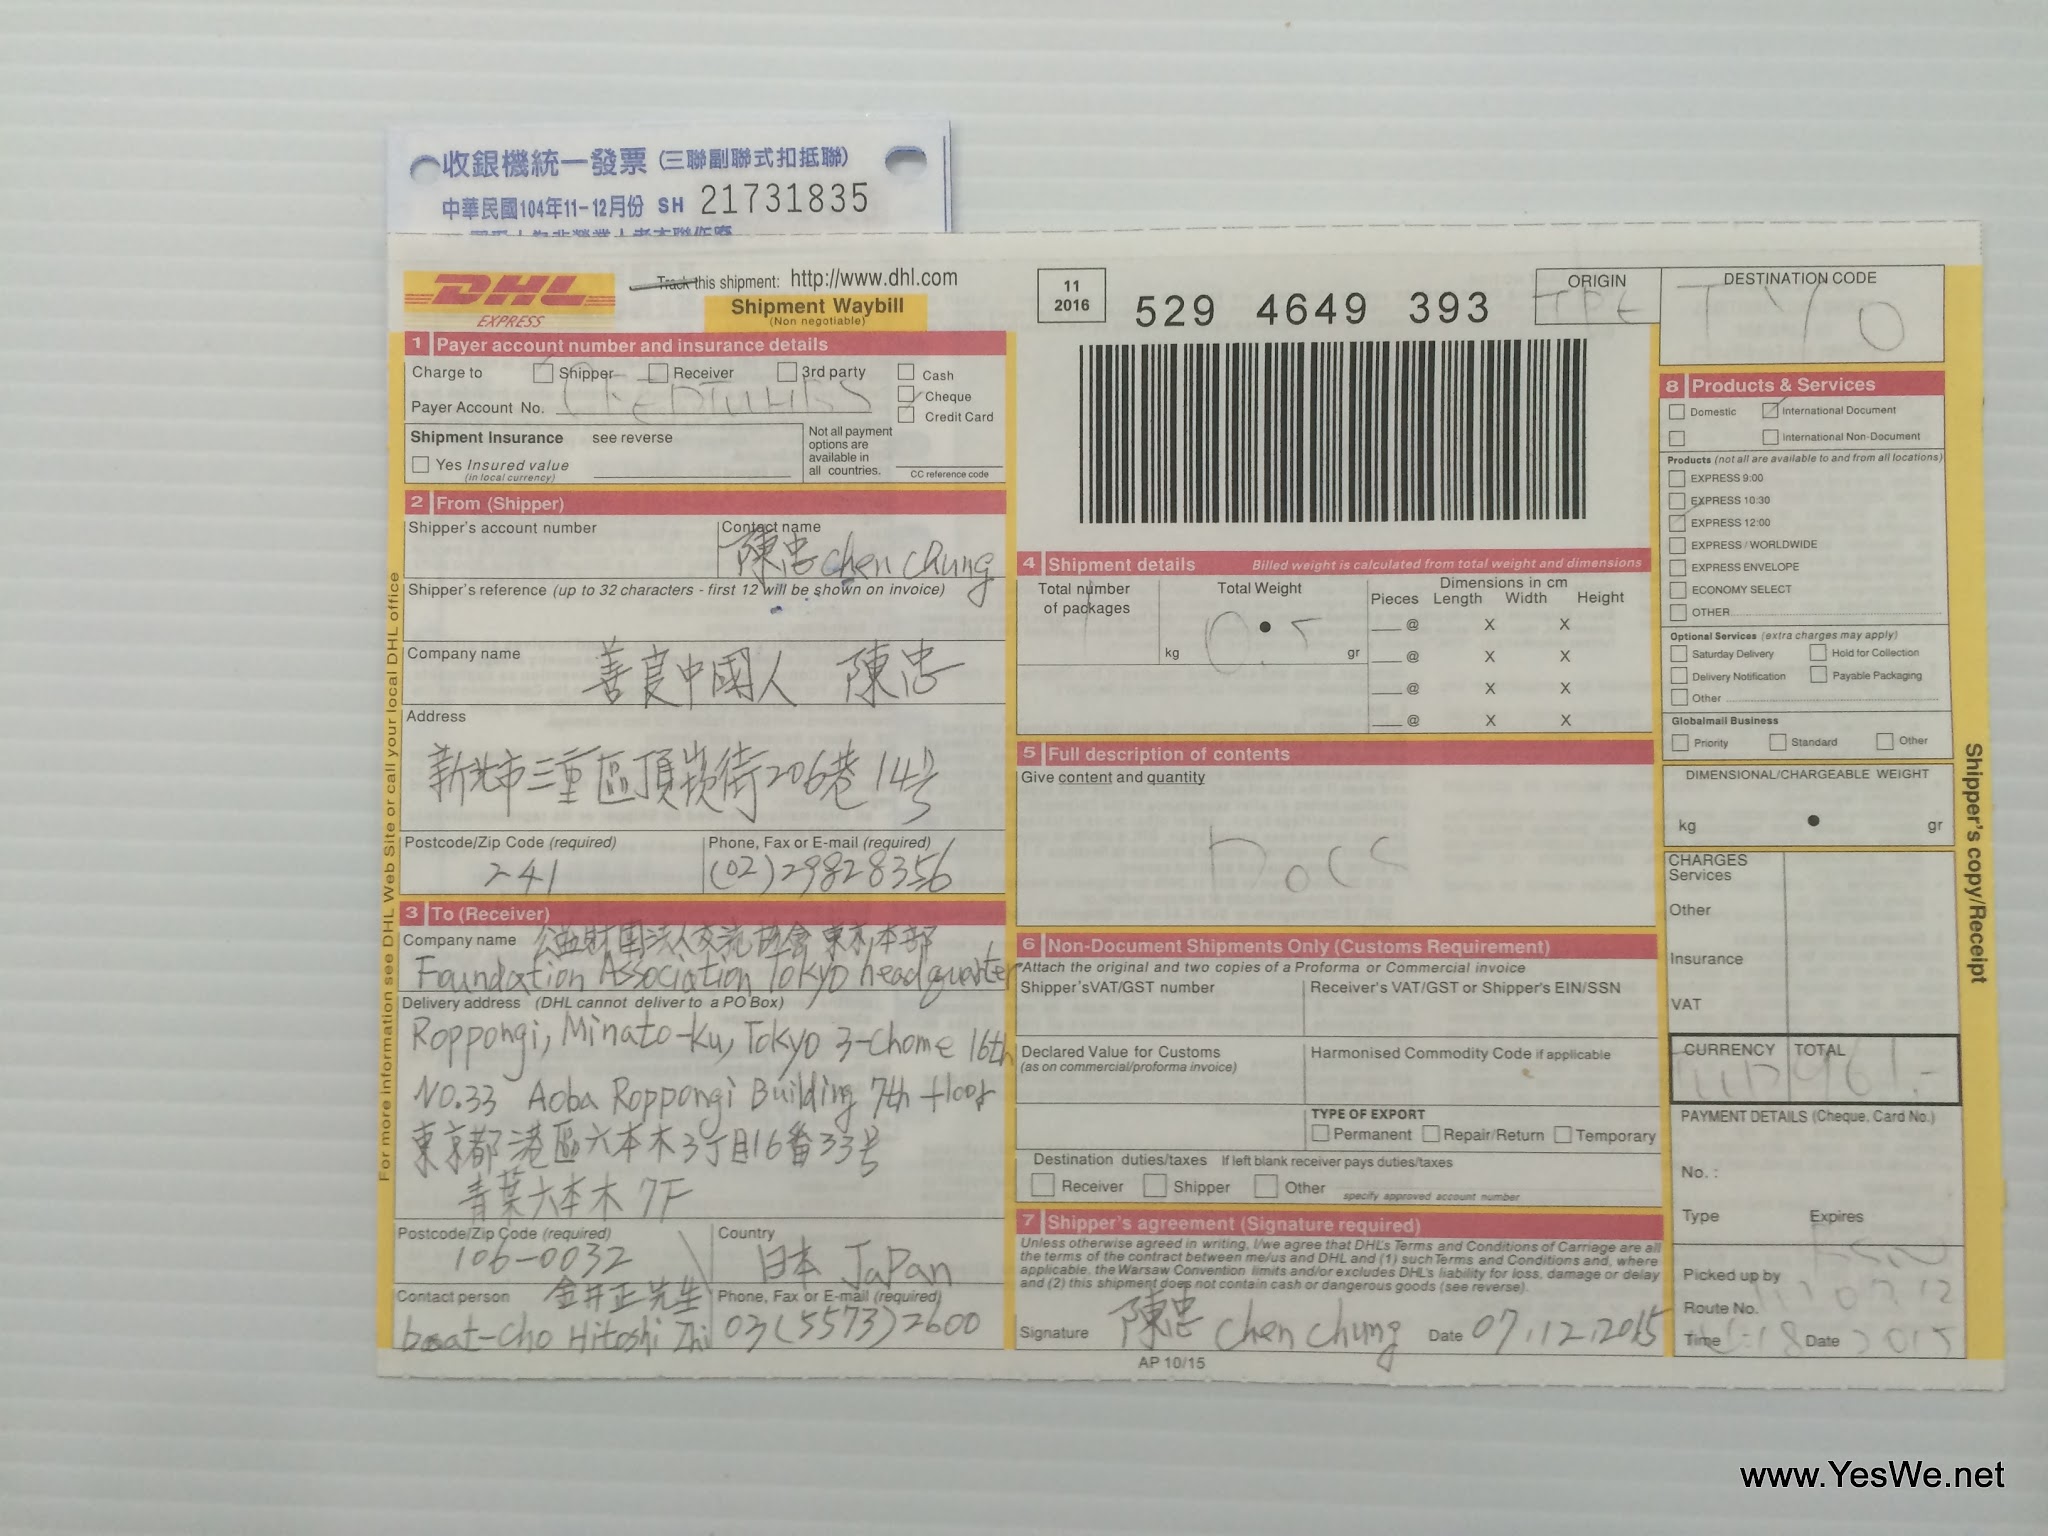 收銀機統一發票(三聯副聯式扣抵聯)
中華民國104年11-12月份 SH 21731835
DHL
EXPRESS
Track this shipment: http://www.dhl.com
Shipment Waybill
(Non negotiable)
11
2016
529 4649 393
ORIGIN
TPE
DESTINATION CODE
TYO
1 Payer account number and insurance details
Charge to Shipper Receiver 3rd party
Cash
Cheque
Credit Card
Payer Account No.
Shipment Insurance see reverse
Yes Insured value
(in local currency)
Not all payment
options are
available in
all countries.
CC reference code
2 From (Shipper)
Shipper's account number
Contact name
陳忠 chen chung
Shipper's reference (up to 32 characters - first 12 will be shown on invoice)
Company name
善良中國人 陳忠
Address
新北市三重區頂崁街206巷14号
Postcode/Zip Code (required)
241
Phone, Fax or E-mail (required)
(02)29828356
3 To (Receiver)
Company name 公益財團法人交流協會東京本部
Foundation Association Tokyo headquarter
Delivery address (DHL cannot deliver to a PO Box)
Roppongi, Minato-ku, Tokyo 3-chome 16th
NO.33 Aoba Roppongi Building 7th floor
東京都港區六本木3丁目16番33号
青葉六本木 7F
Postcode/Zip Code (required)
106-0032
Country
日本 JaPan
Contact person 金井正先生
Hitoshi
Phone, Fax or E-mail (required)
03(5573)2600
For more information see DHL Web Site or call your local DHL office
4 Shipment details Billed weight is calculated from total weight and dimensions
Total number
of packages
1
Total Weight
kg 0.5 gr
Dimensions in cm
Pieces Length Width Height
@ X X
@ X X
@ X X
@ X X
5 Full description of contents
Give content and quantity
Docs
6 Non-Document Shipments Only (Customs Requirement)
Attach the original and two copies of a Proforma or Commercial invoice
Shipper'sVAT/GST number
Receiver's VAT/GST or Shipper's EIN/SSN
Declared Value for Customs
(as on commercial/proforma invoice)
Harmonised Commodity Code if applicable
TYPE OF EXPORT
Permanent Repair/Return Temporary
Destination duties/taxes If left blank receiver pays duties/taxes
Receiver Shipper Other
specify approved account number
7 Shipper's agreement (Signature required)
Unless otherwise agreed in writing, I/we agree that DHL's Terms and Conditions of Carriage are all
the terms of the contract between me/us and DHL and (1) such Terms and Conditions and, where
applicable, the Warsaw Convention limits and/or excludes DHL's liability for loss, damage or delay
and (2) this shipment does not contain cash or dangerous goods (see reverse).
Signature 陳忠 chen chung Date 07.12.2015
AP 10/15
8 Products & Services
Domestic International Document
International Non-Document
Products (not all are available to and from all locations)
EXPRESS 9:00
EXPRESS 10:30
EXPRESS 12:00
EXPRESS / WORLDWIDE
EXPRESS ENVELOPE
ECONOMY SELECT
OTHER
Optional Services (extra charges may apply)
Saturday Delivery Hold for Collection
Delivery Notification Payable Packaging
Other
Globalmail Business
Priority Standard Other
DIMENSIONAL/CHARGEABLE WEIGHT
kg . gr
CHARGES
Services
Other
Insurance
VAT
CURRENCY TOTAL
961.-
PAYMENT DETAILS (Cheque, Card No.)
No. :
Type Expires
Picked up by
Route No. 07.12
Time Date 2015
Shipper's copy/Receipt
www.YesWe.net